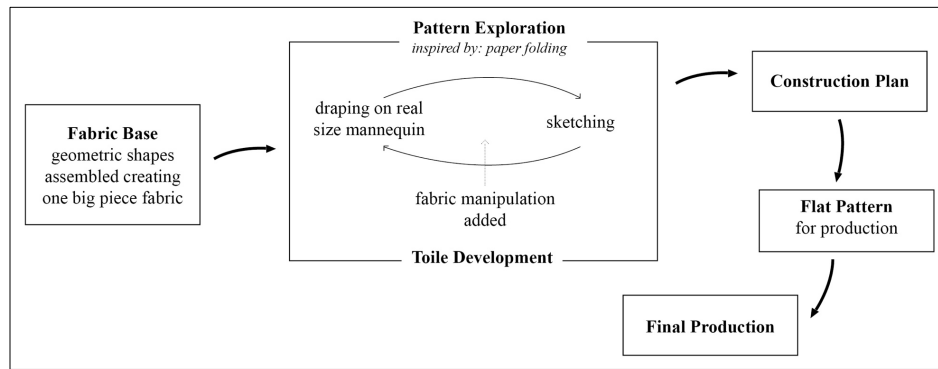 Pattern Exploration
inspired by: paper folding
draping on real
size mannequin
sketching
fabric manipulation
added
Toile Development
Fabric Base
geometric shapes
assembled creating
one big piece fabric
Construction Plan
Flat Pattern
for production
Final Production